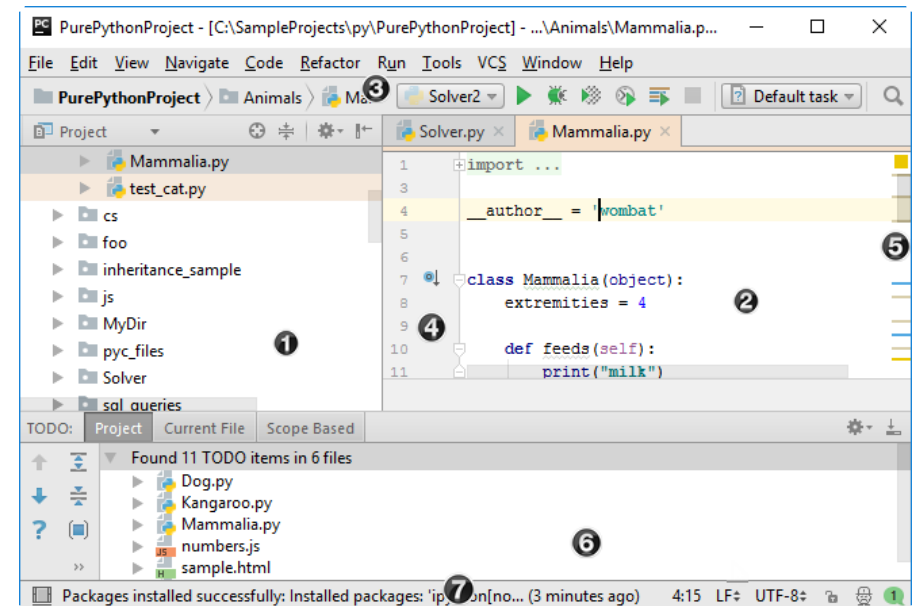 PC PurePythonProject - [C:\SampleProjects\py\PurePythonProject] - ...\Animals\Mammalia.p...
File Edit View Navigate Code Refactor Run Tools VCS Window Help
PurePythonProject Animals 3 Solver2 Default task
Project Solver.py Mammalia.py
Mammalia.py
test_cat.py
cs
foo
inheritance_sample
js
MyDir
pyc_files
Solver
sql_queries
1
1 import ...
3
4 __author__ = 'wombat'
5
6
7 class Mammalia(object):
8 extremities = 4
9
10 def feeds(self):
11 print("milk")
2
4
5
TODO: Project Current File Scope Based
Found 11 TODO items in 6 files
Dog.py
Kangaroo.py
Mammalia.py
JS numbers.js
H sample.html
?
6
7
Packages installed successfully: Installed packages: (3 minutes ago) 4:15 LF UTF-8 1